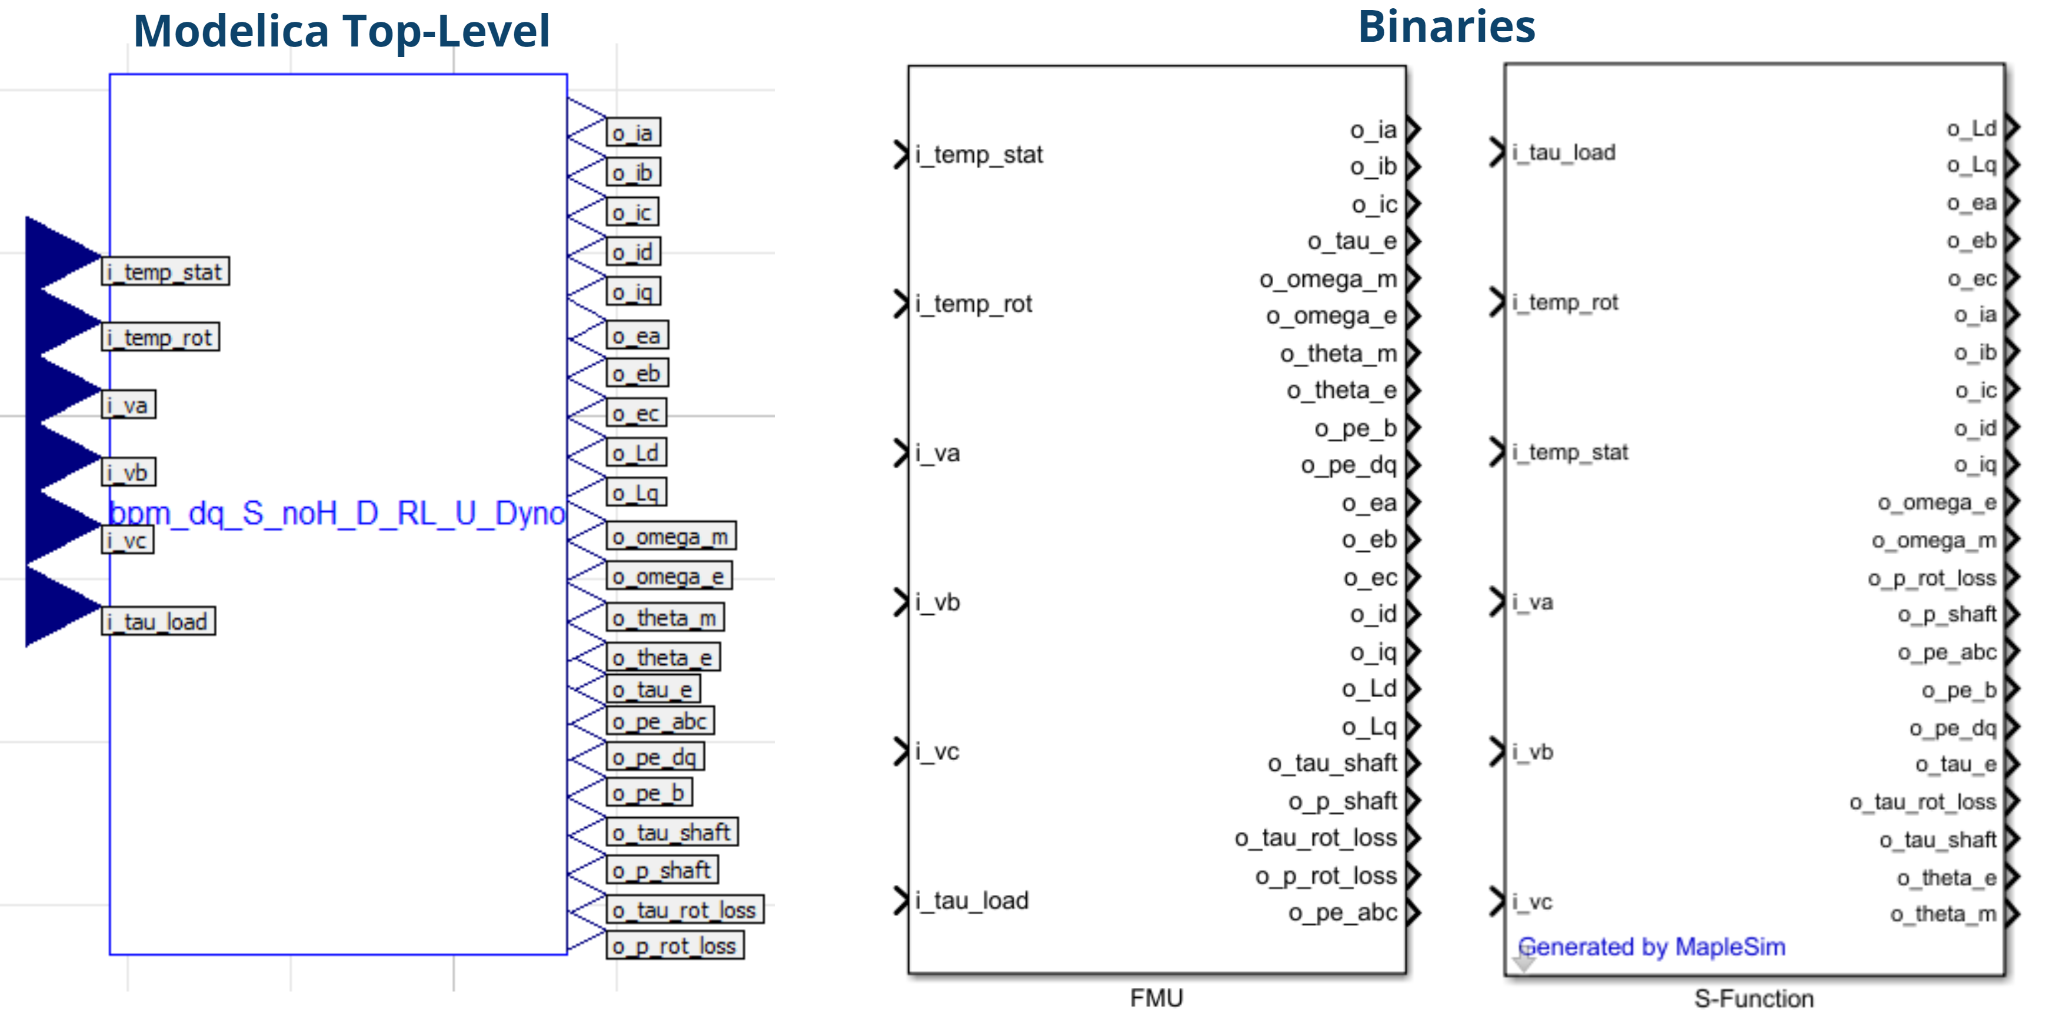 Modelica Top-Level
i_temp_stat
i_temp_rot
i_va
i_vb
bpm_dq_S_noH_D_RL_U_Dyno
i_vc
i_tau_load
o_ia
o_ib
o_ic
o_id
o_iq
o_ea
o_eb
o_ec
o_Ld
o_Lq
o_omega_m
o_omega_e
o_theta_m
o_theta_e
o_tau_e
o_pe_abc
o_pe_dq
o_pe_b
o_tau_shaft
o_p_shaft
o_tau_rot_loss
o_p_rot_loss
Binaries
i_temp_stat
i_temp_rot
i_va
i_vb
i_vc
i_tau_load
o_ia
o_ib
o_ic
o_tau_e
o_omega_m
o_omega_e
o_theta_m
o_theta_e
o_pe_b
o_pe_dq
o_ea
o_eb
o_ec
o_id
o_iq
o_Ld
o_Lq
o_tau_shaft
o_p_shaft
o_tau_rot_loss
o_p_rot_loss
o_pe_abc
FMU
i_tau_load
i_temp_rot
i_temp_stat
i_va
i_vb
i_vc
o_Ld
o_Lq
o_ea
o_eb
o_ec
o_ia
o_ib
o_ic
o_id
o_iq
o_omega_e
o_omega_m
o_p_rot_loss
o_p_shaft
o_pe_abc
o_pe_b
o_pe_dq
o_tau_e
o_tau_rot_loss
o_tau_shaft
o_theta_e
o_theta_m
Generated by MapleSim
S-Function